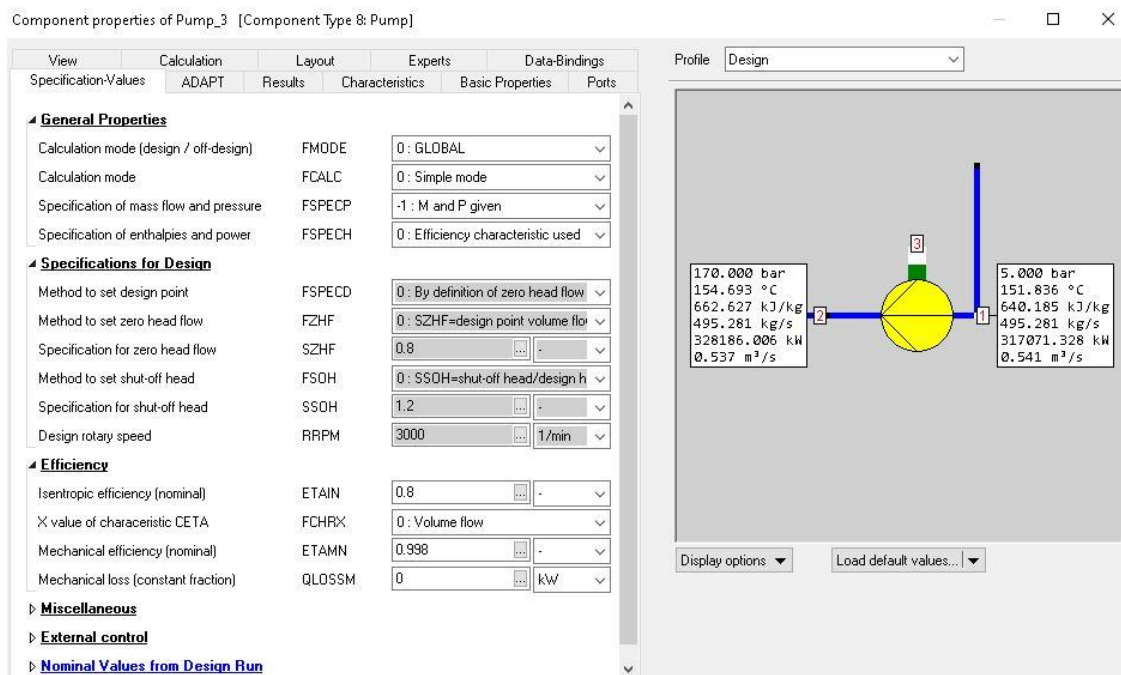 Component properties of Pump_3 [Component Type 8: Pump]
View Calculation Layout Experts Data-Bindings
Specification-Values ADAPT Results Characteristics Basic Properties Ports
General Properties
Calculation mode (design / off-design) FMODE 0 : GLOBAL
Calculation mode FCALC 0 : Simple mode
Specification of mass flow and pressure FSPECP -1 : M and P given
Specification of enthalpies and power FSPECH 0 : Efficiency characteristic used
Specifications for Design
Method to set design point FSPECD 0 : By definition of zero head flow
Method to set zero head flow FZHF 0 : SZHF=design point volume flo
Specification for zero head flow SZHF 0.8 ... -
Method to set shut-off head FSOH 0 : SSOH=shut-off head/design h
Specification for shut-off head SSOH 1.2 ... -
Design rotary speed RRPM 3000 ... 1/min
Efficiency
Isentropic efficiency (nominal) ETAIN 0.8 ... -
X value of characeristic CETA FCHRX 0 : Volume flow
Mechanical efficiency (nominal) ETAMN 0.998 ... -
Mechanical loss (constant fraction) QLOSSM 0 ... kW
Miscellaneous
External control
Nominal Values from Design Run
Profile Design
3
170.000 bar
154.693 °C
662.627 kJ/kg
495.281 kg/s
328186.006 kW
0.537 m³/s
2
1
5.000 bar
151.836 °C
640.185 kJ/kg
495.281 kg/s
317071.328 kW
0.541 m³/s
Display options
Load default values...